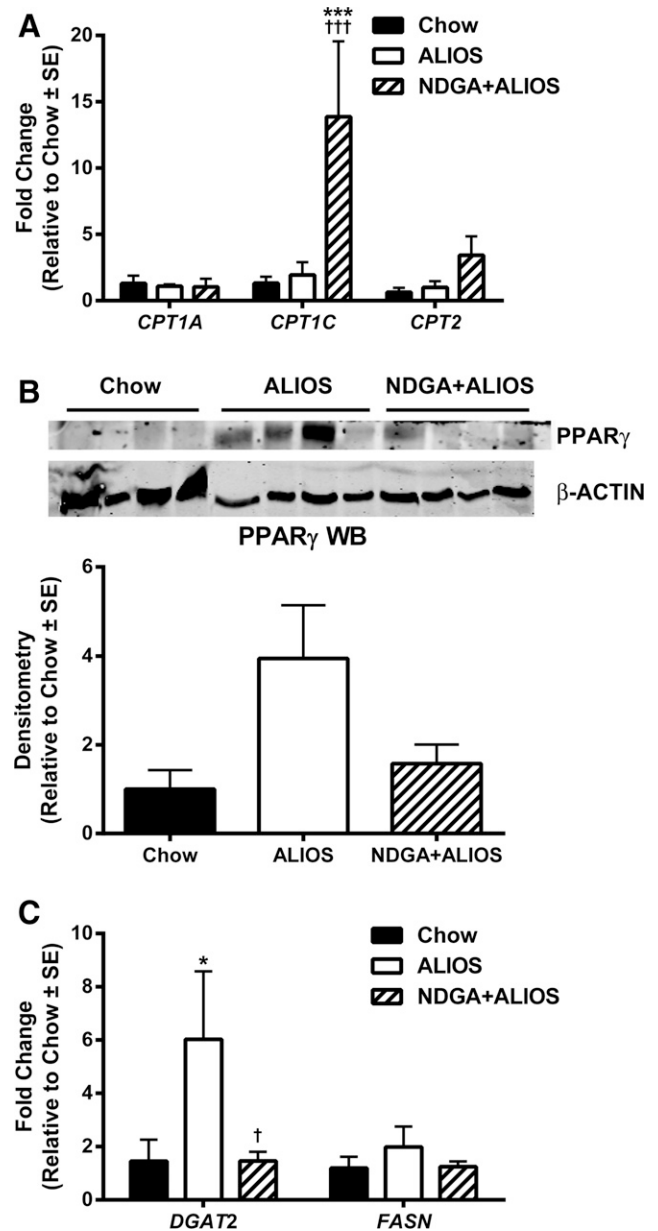 A
Fold Change
(Relative to Chow ± SE)
20
15
10
5
0
***
†††
Chow
ALIOS
NDGA+ALIOS
CPT1A
CPT1C
CPT2
B
Chow
ALIOS
NDGA+ALIOS
PPARγ
β-ACTIN
PPARγ WB
Densitometry
(Relative to Chow ± SE)
6
4
2
0
Chow
ALIOS
NDGA+ALIOS
C
Fold Change
(Relative to Chow ± SE)
10
8
6
4
2
0
*
†
Chow
ALIOS
NDGA+ALIOS
DGAT2
FASN